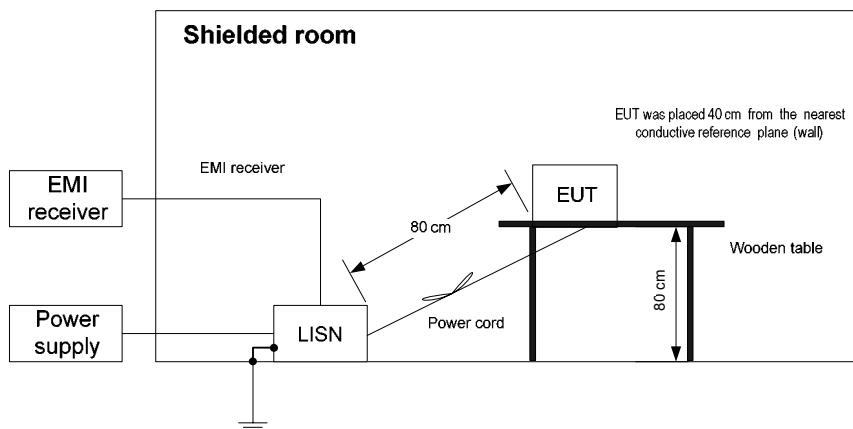 Shielded room
EUT was placed 40 cm from the nearest
conductive reference plane (wall)
EMI receiver
EMI
receiver
EUT
80 cm
Wooden table
80 cm
Power
supply
LISN
Power cord